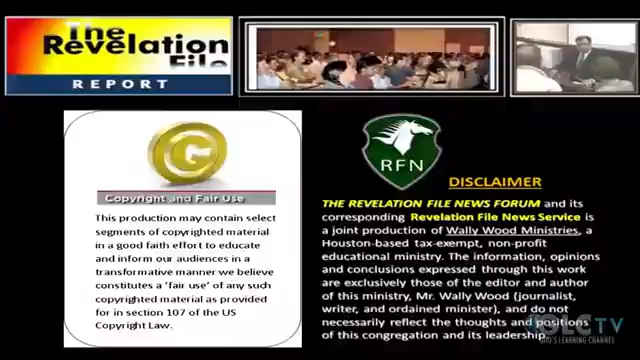 The
Revelation
File
REPORT
G
Copyright and Fair Use
This production may contain select
segments of copyrighted material
in a good faith effort to educate
and inform our audiences in a
transformative manner we believe
constitutes a 'fair use' of any such
copyrighted material as provided
for in section 107 of the US
Copyright Law.
RFN
DISCLAIMER
THE REVELATION FILE NEWS FORUM and its
corresponding Revelation File News Service is
a joint production of Wally Wood Ministries, a
Houston-based tax-exempt, non-profit
educational ministry. The information, opinions
and conclusions expressed through this work
are exclusively those of the editor and author
of this ministry, Mr. Wally Wood (journalist,
writer, and ordained minister), and do not
necessarily reflect the thoughts and positions
of this congregation and its leadership.
GLCTV
GOD'S LEARNING CHANNEL